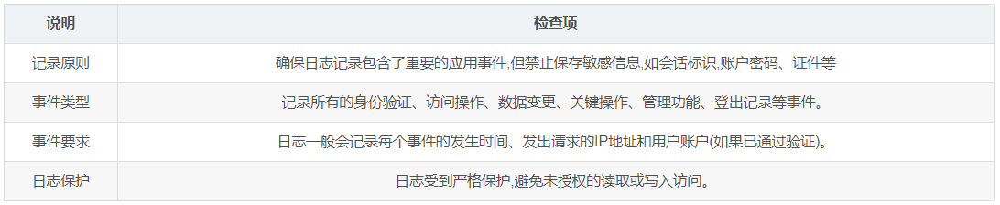 说明 检查项
记录原则 确保日志记录包含了重要的应用事件,但禁止保存敏感信息,如会话标识,账户密码、证件等
事件类型 记录所有的身份验证、访问操作、数据变更、关键操作、管理功能、登出记录等事件。
事件要求 日志一般会记录每个事件的发生时间、发出请求的IP地址和用户账户(如果已通过验证)。
日志保护 日志受到严格保护,避免未授权的读取或写入访问。